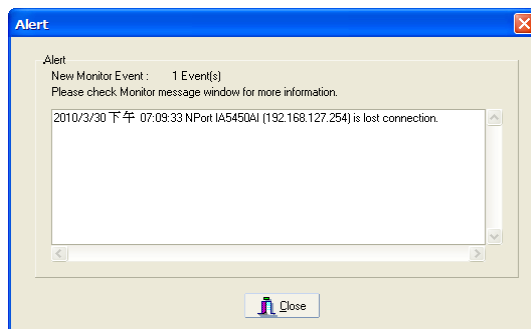 Alert
Alert
New Monitor Event : 1 Event(s)
Please check Monitor message window for more information.
2010/3/30 下午 07:09:33 NPort IA5450AI (192.168.127.254) is lost connection.
Close